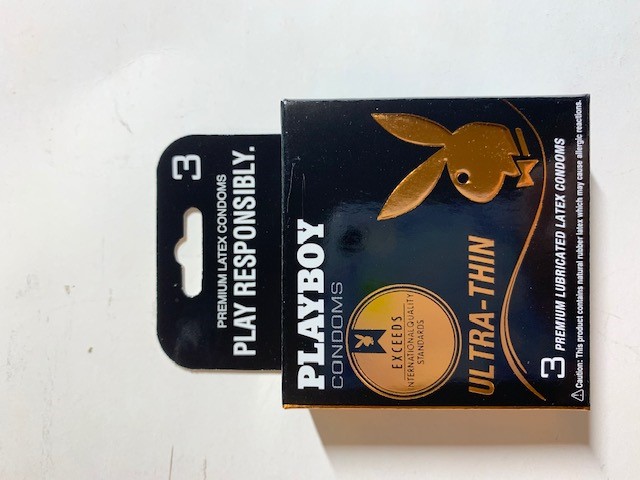 3
PREMIUM LATEX CONDOMS
PLAY RESPONSIBLY.
PLAYBOY
CONDOMS
EXCEEDS
INTERNATIONAL QUALITY
STANDARDS
ULTRA-THIN
3 PREMIUM LUBRICATED LATEX CONDOMS
Caution: This product contains natural rubber latex which may cause allergic reactions.